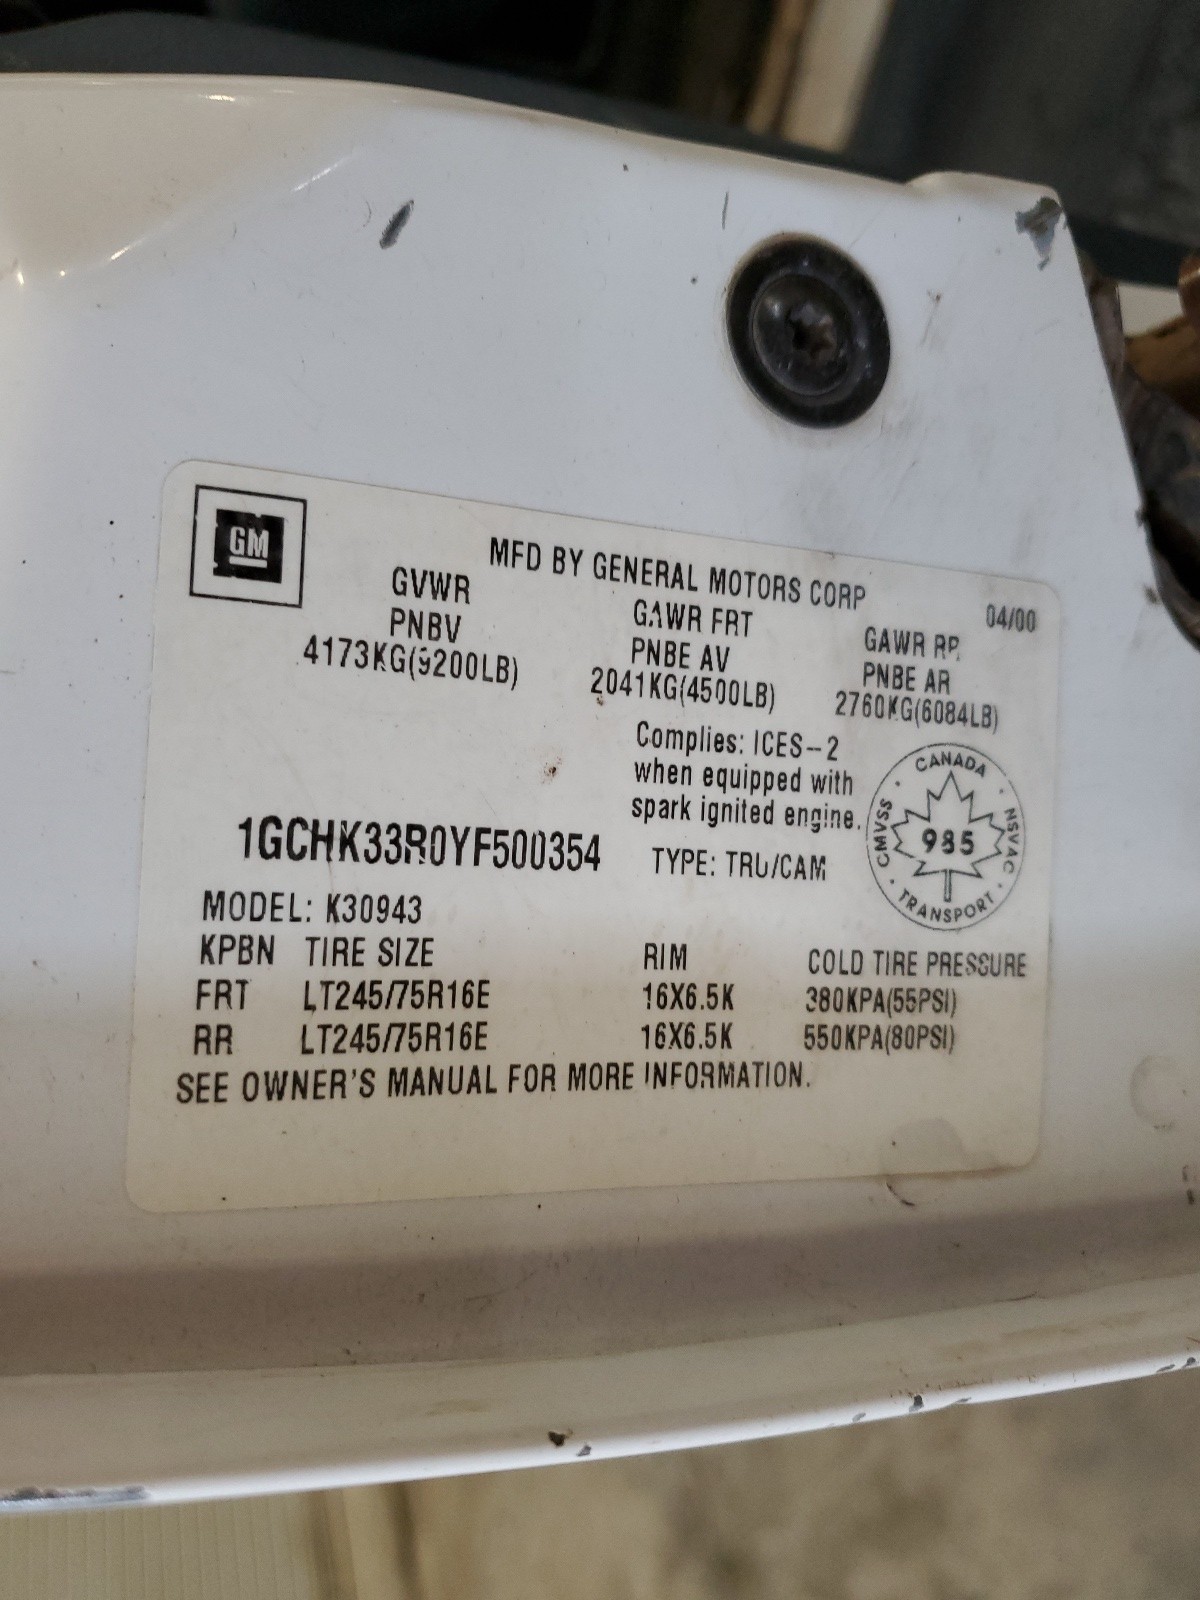 GM
MFD BY GENERAL MOTORS CORP
04/00
GVWR
GAWR FRT
GAWR RR
PNBV
PNBE AV
PNBE AR
4173KG(9200LB)
2041KG(4500LB)
2760KG(6084LB)
Complies: ICES-2
when equipped with
spark ignited engine.
CANADA
CMVSS
NSVAC
985
TRANSPORT
1GCHK33R0YF500354
TYPE: TRU/CAM
MODEL: K30943
KPBN TIRE SIZE RIM COLD TIRE PRESSURE
FRT LT245/75R16E 16X6.5K 380KPA(55PSI)
RR LT245/75R16E 16X6.5K 550KPA(80PSI)
SEE OWNER'S MANUAL FOR MORE INFORMATION.